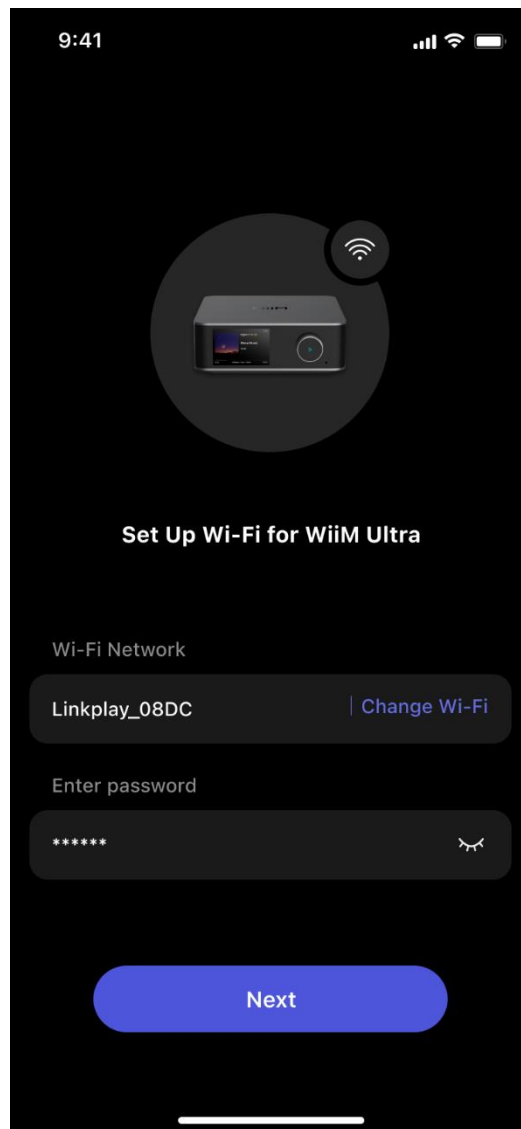 9:41
Set Up Wi-Fi for WiiM Ultra
Wi-Fi Network
Linkplay_08DC
Change Wi-Fi
Enter password
******
Next